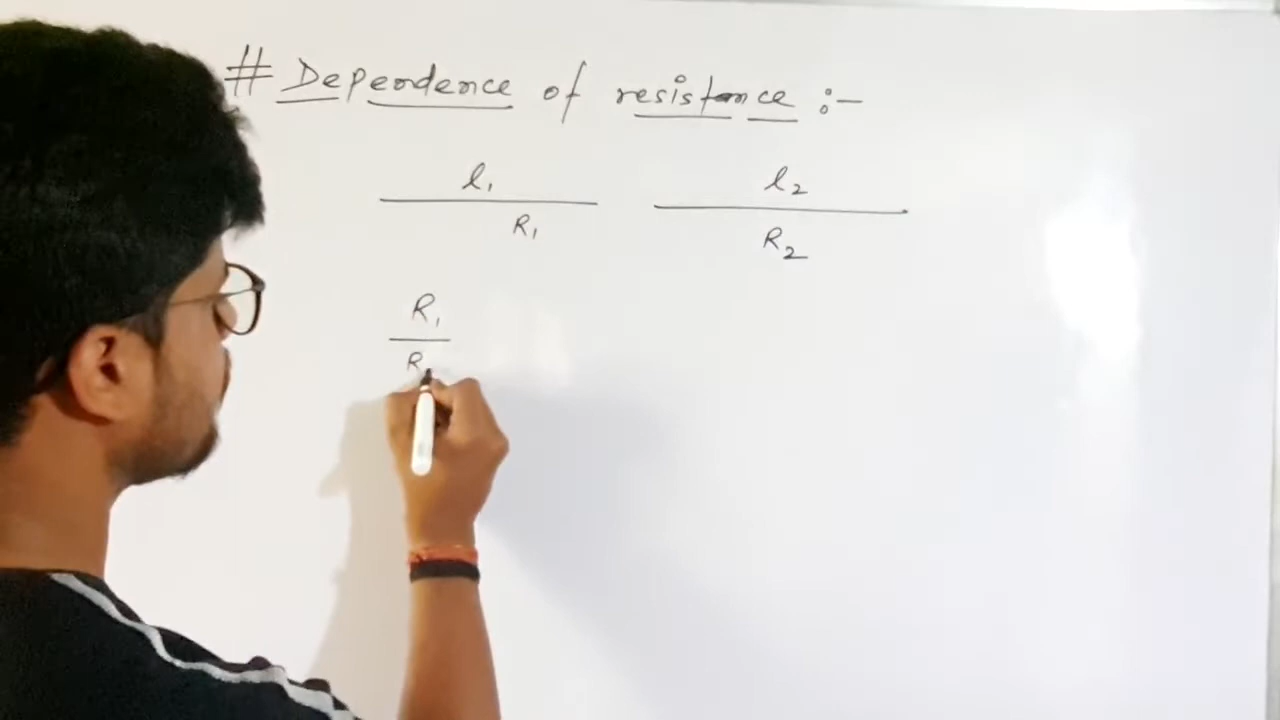 # Dependence of resistance :-
l₁ l₂
R₁ R₂
R₁
R